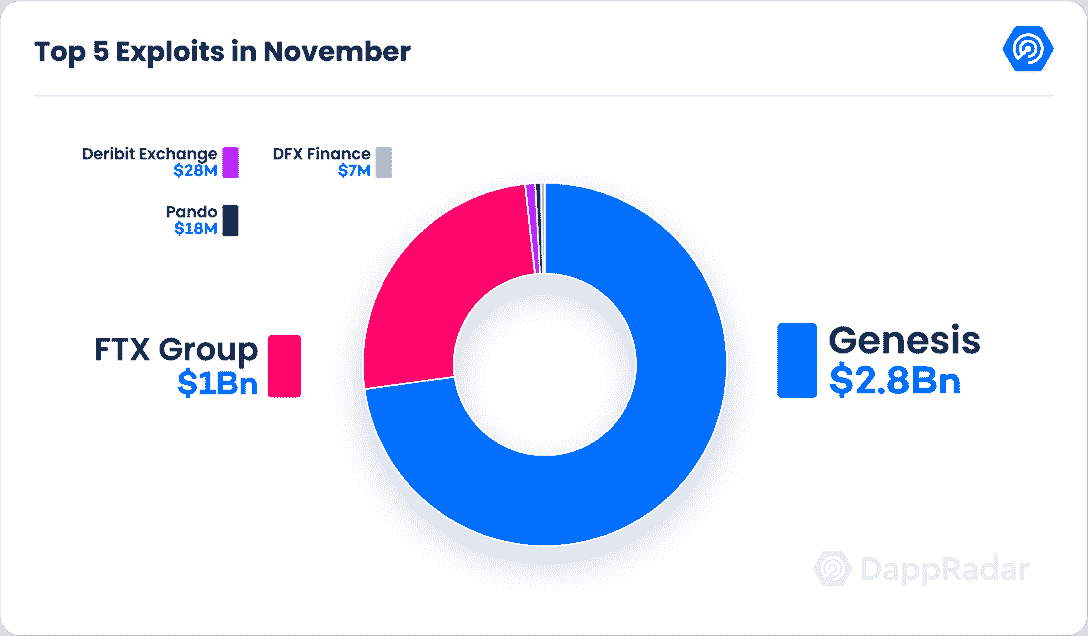 Top 5 Exploits in November
Deribit Exchange
$28M
DFX Finance
$7M
Pando
$18M
FTX Group
$1Bn
Genesis
$2.8Bn
DappRadar